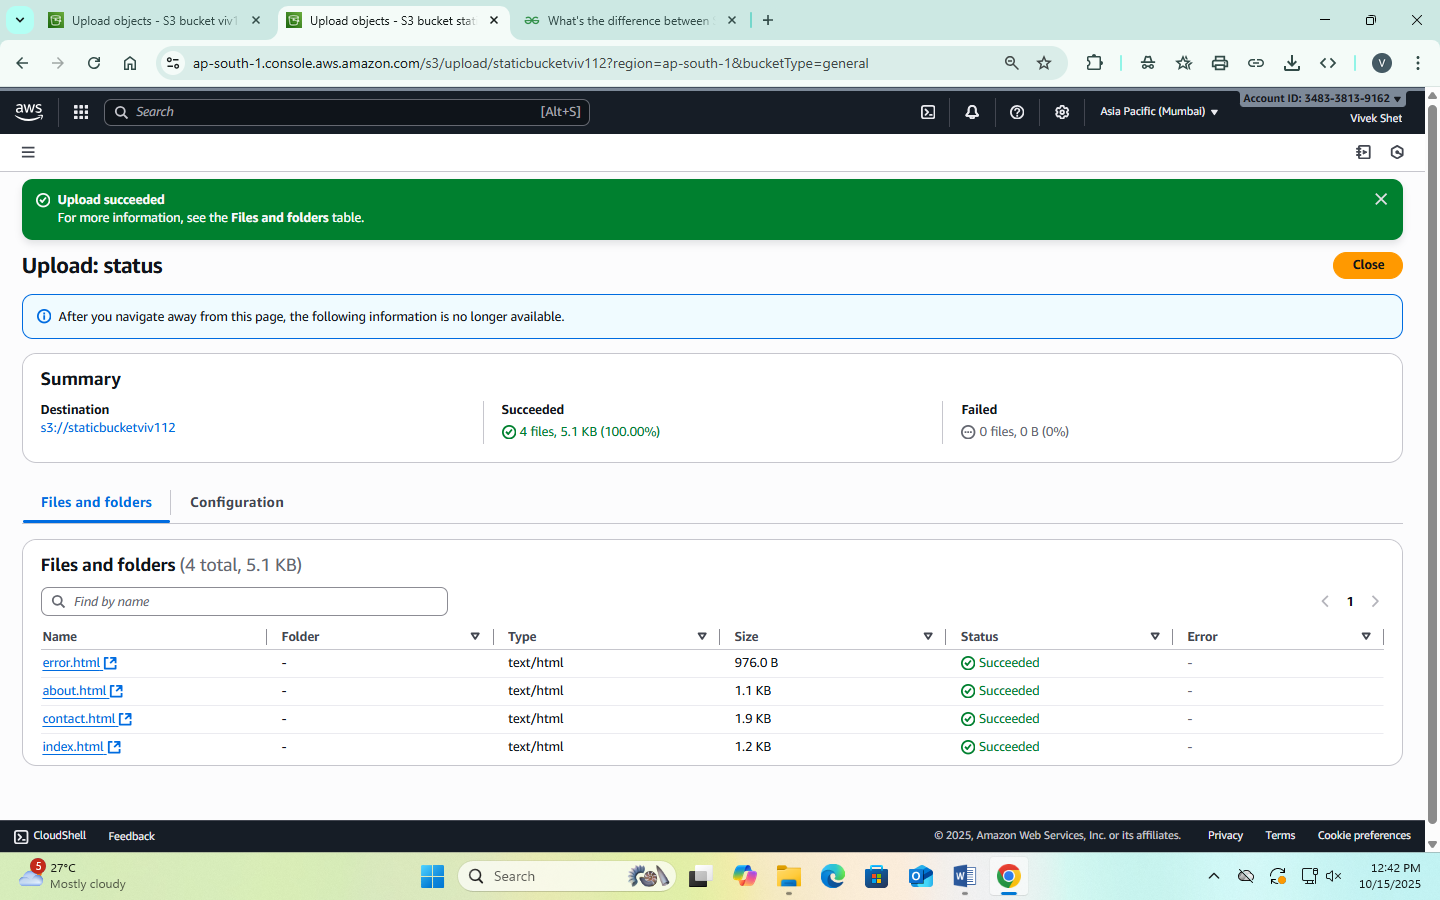 Upload objects - S3 bucket viv1
Upload objects - S3 bucket stat
What's the difference between
ap-south-1.console.aws.amazon.com/s3/upload/staticbucketviv112?region=ap-south-1&bucketType=general
V
aws
Search
[Alt+S]
Asia Pacific (Mumbai)
Account ID: 3483-3813-9162
Vivek Shet
Upload succeeded
For more information, see the Files and folders table.
Upload: status
Close
After you navigate away from this page, the following information is no longer available.
Summary
Destination
s3://staticbucketviv112
Succeeded
4 files, 5.1 KB (100.00%)
Failed
0 files, 0 B (0%)
Files and folders
Configuration
Files and folders (4 total, 5.1 KB)
Find by name
1
Name Folder Type Size Status Error
error.html - text/html 976.0 B Succeeded -
about.html - text/html 1.1 KB Succeeded -
contact.html - text/html 1.9 KB Succeeded -
index.html - text/html 1.2 KB Succeeded -
CloudShell Feedback © 2025, Amazon Web Services, Inc. or its affiliates. Privacy Terms Cookie preferences
5
27°C
Mostly cloudy
Search
12:42 PM
10/15/2025